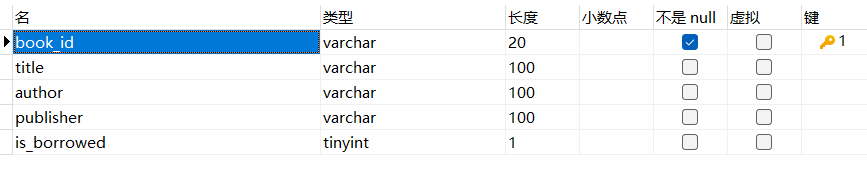 名 类型 长度 小数点 不是 null 虚拟 键
book_id varchar 20 1
title varchar 100
author varchar 100
publisher varchar 100
is_borrowed tinyint 1